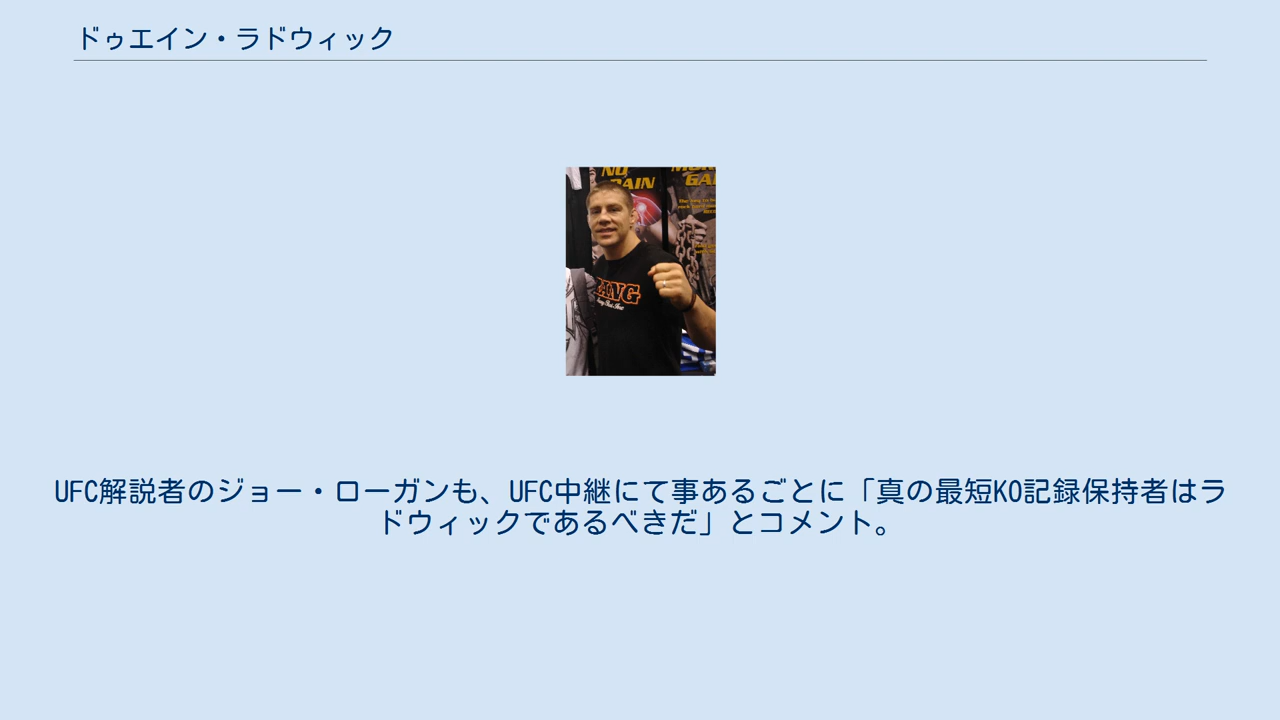 ドゥエイン・ラドウィック
NO
PAIN
GAI
UFC解説者のジョー・ローガンも、UFC中継にて事あるごとに「真の最短KO記録保持者はラ
ドウィックであるべきだ」とコメント。